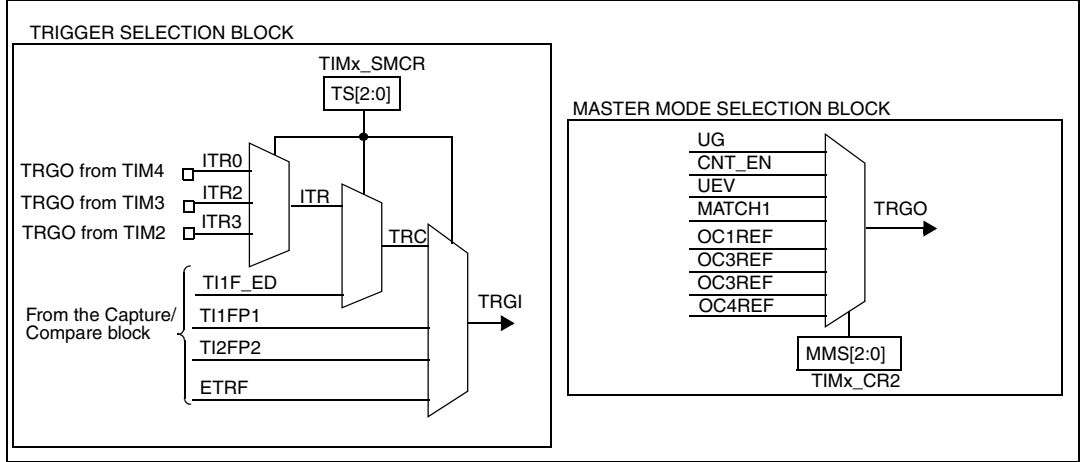 TRIGGER SELECTION BLOCK
TIMx_SMCR
TS[2:0]
TRGO from TIM4
ITR0
TRGO from TIM3
ITR2
TRGO from TIM2
ITR3
ITR
TRC
TI1F_ED
From the Capture/
Compare block
TI1FP1
TI2FP2
ETRF
TRGI
MASTER MODE SELECTION BLOCK
UG
CNT_EN
UEV
MATCH1
OC1REF
OC3REF
OC3REF
OC4REF
TRGO
MMS[2:0]
TIMx_CR2